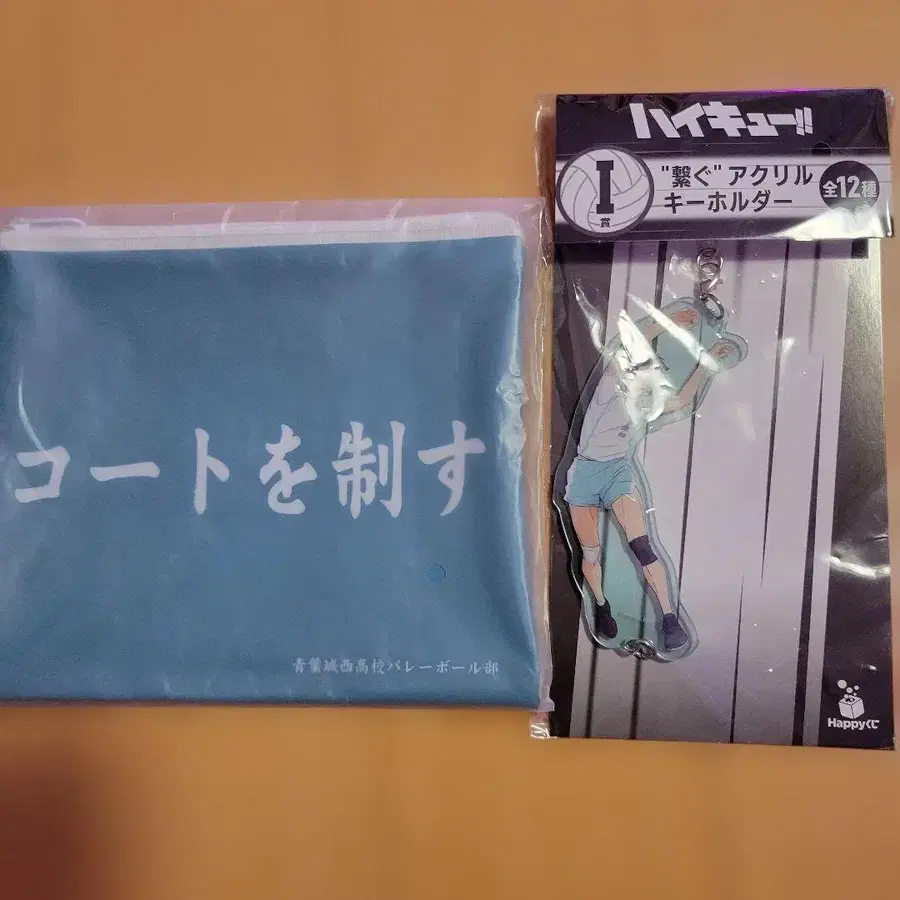 コートを制す
青葉城西高校バレーボール部
ハイキュー!!
I
賞
"繋ぐ"アクリル
キーホルダー
全12種
Happyくじ